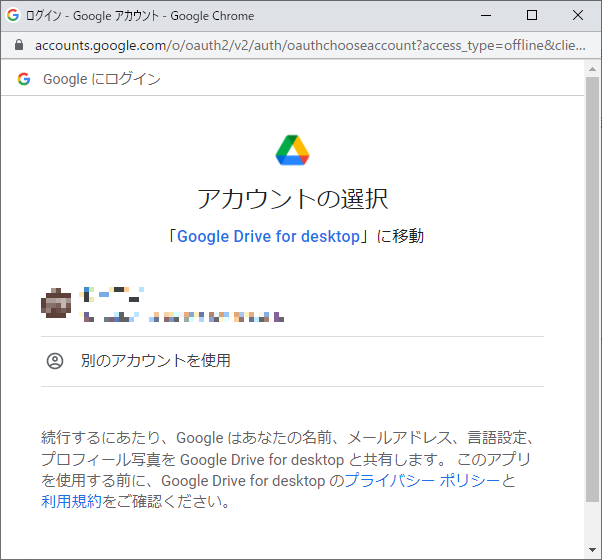 ログイン - Google アカウント - Google Chrome
accounts.google.com/o/oauth2/v2/auth/oauthchooseaccount?access_type=offline&clie...
Google にログイン
アカウントの選択
「Google Drive for desktop」に移動
別のアカウントを使用
続行するにあたり、Google はあなたの名前、メールアドレス、言語設定、
プロフィール写真を Google Drive for desktop と共有します。 このアプリ
を使用する前に、Google Drive for desktop のプライバシー ポリシーと
利用規約をご確認ください。